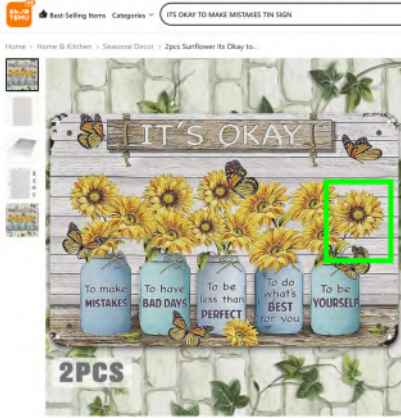 TEMU
Best-Selling Items
Categories
ITS OKAY TO MAKE MISTAKES TIN SIGN
Home > Home & Kitchen > Seasonal Decor > 2pcs Sunflower Its Okay to...
IT'S OKAY
To make
MISTAKES
To have
BAD DAYS
To be
less than
PERFECT
To do
what's
BEST
for you
To be
YOURSELF
2PCS